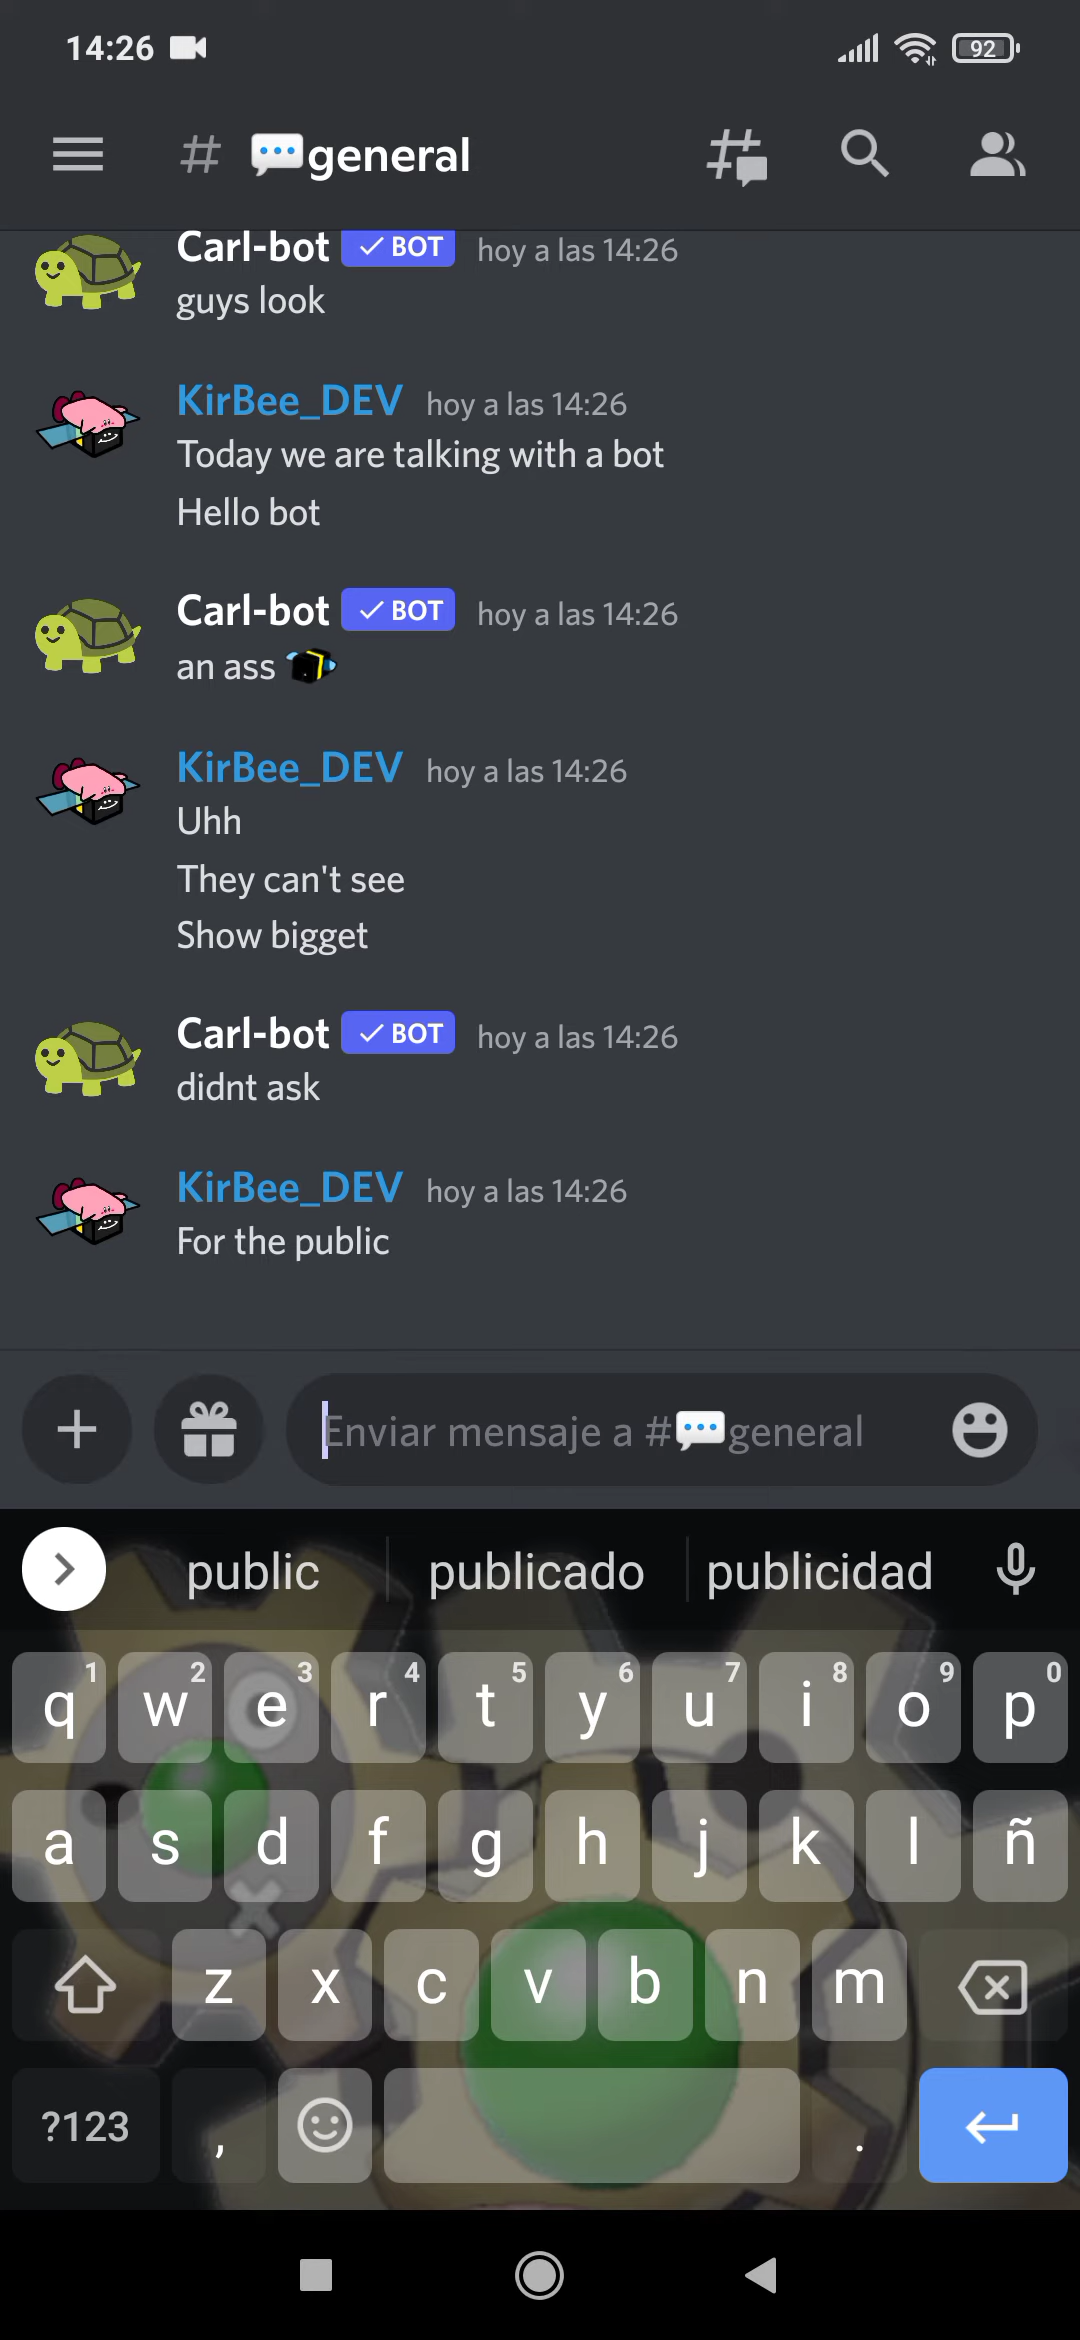 14:26
92
# 💬general
Carl-bot ✓ BOT hoy a las 14:26
guys look
KirBee_DEV hoy a las 14:26
Today we are talking with a bot
Hello bot
Carl-bot ✓ BOT hoy a las 14:26
an ass
KirBee_DEV hoy a las 14:26
Uhh
They can't see
Show bigget
Carl-bot ✓ BOT hoy a las 14:26
didnt ask
KirBee_DEV hoy a las 14:26
For the public
Enviar mensaje a #💬general
public publicado publicidad
1 2 3 4 5 6 7 8 9 0
q w e r t y u i o p
a s d f g h j k l ñ
z x c v b n m
?123 , .